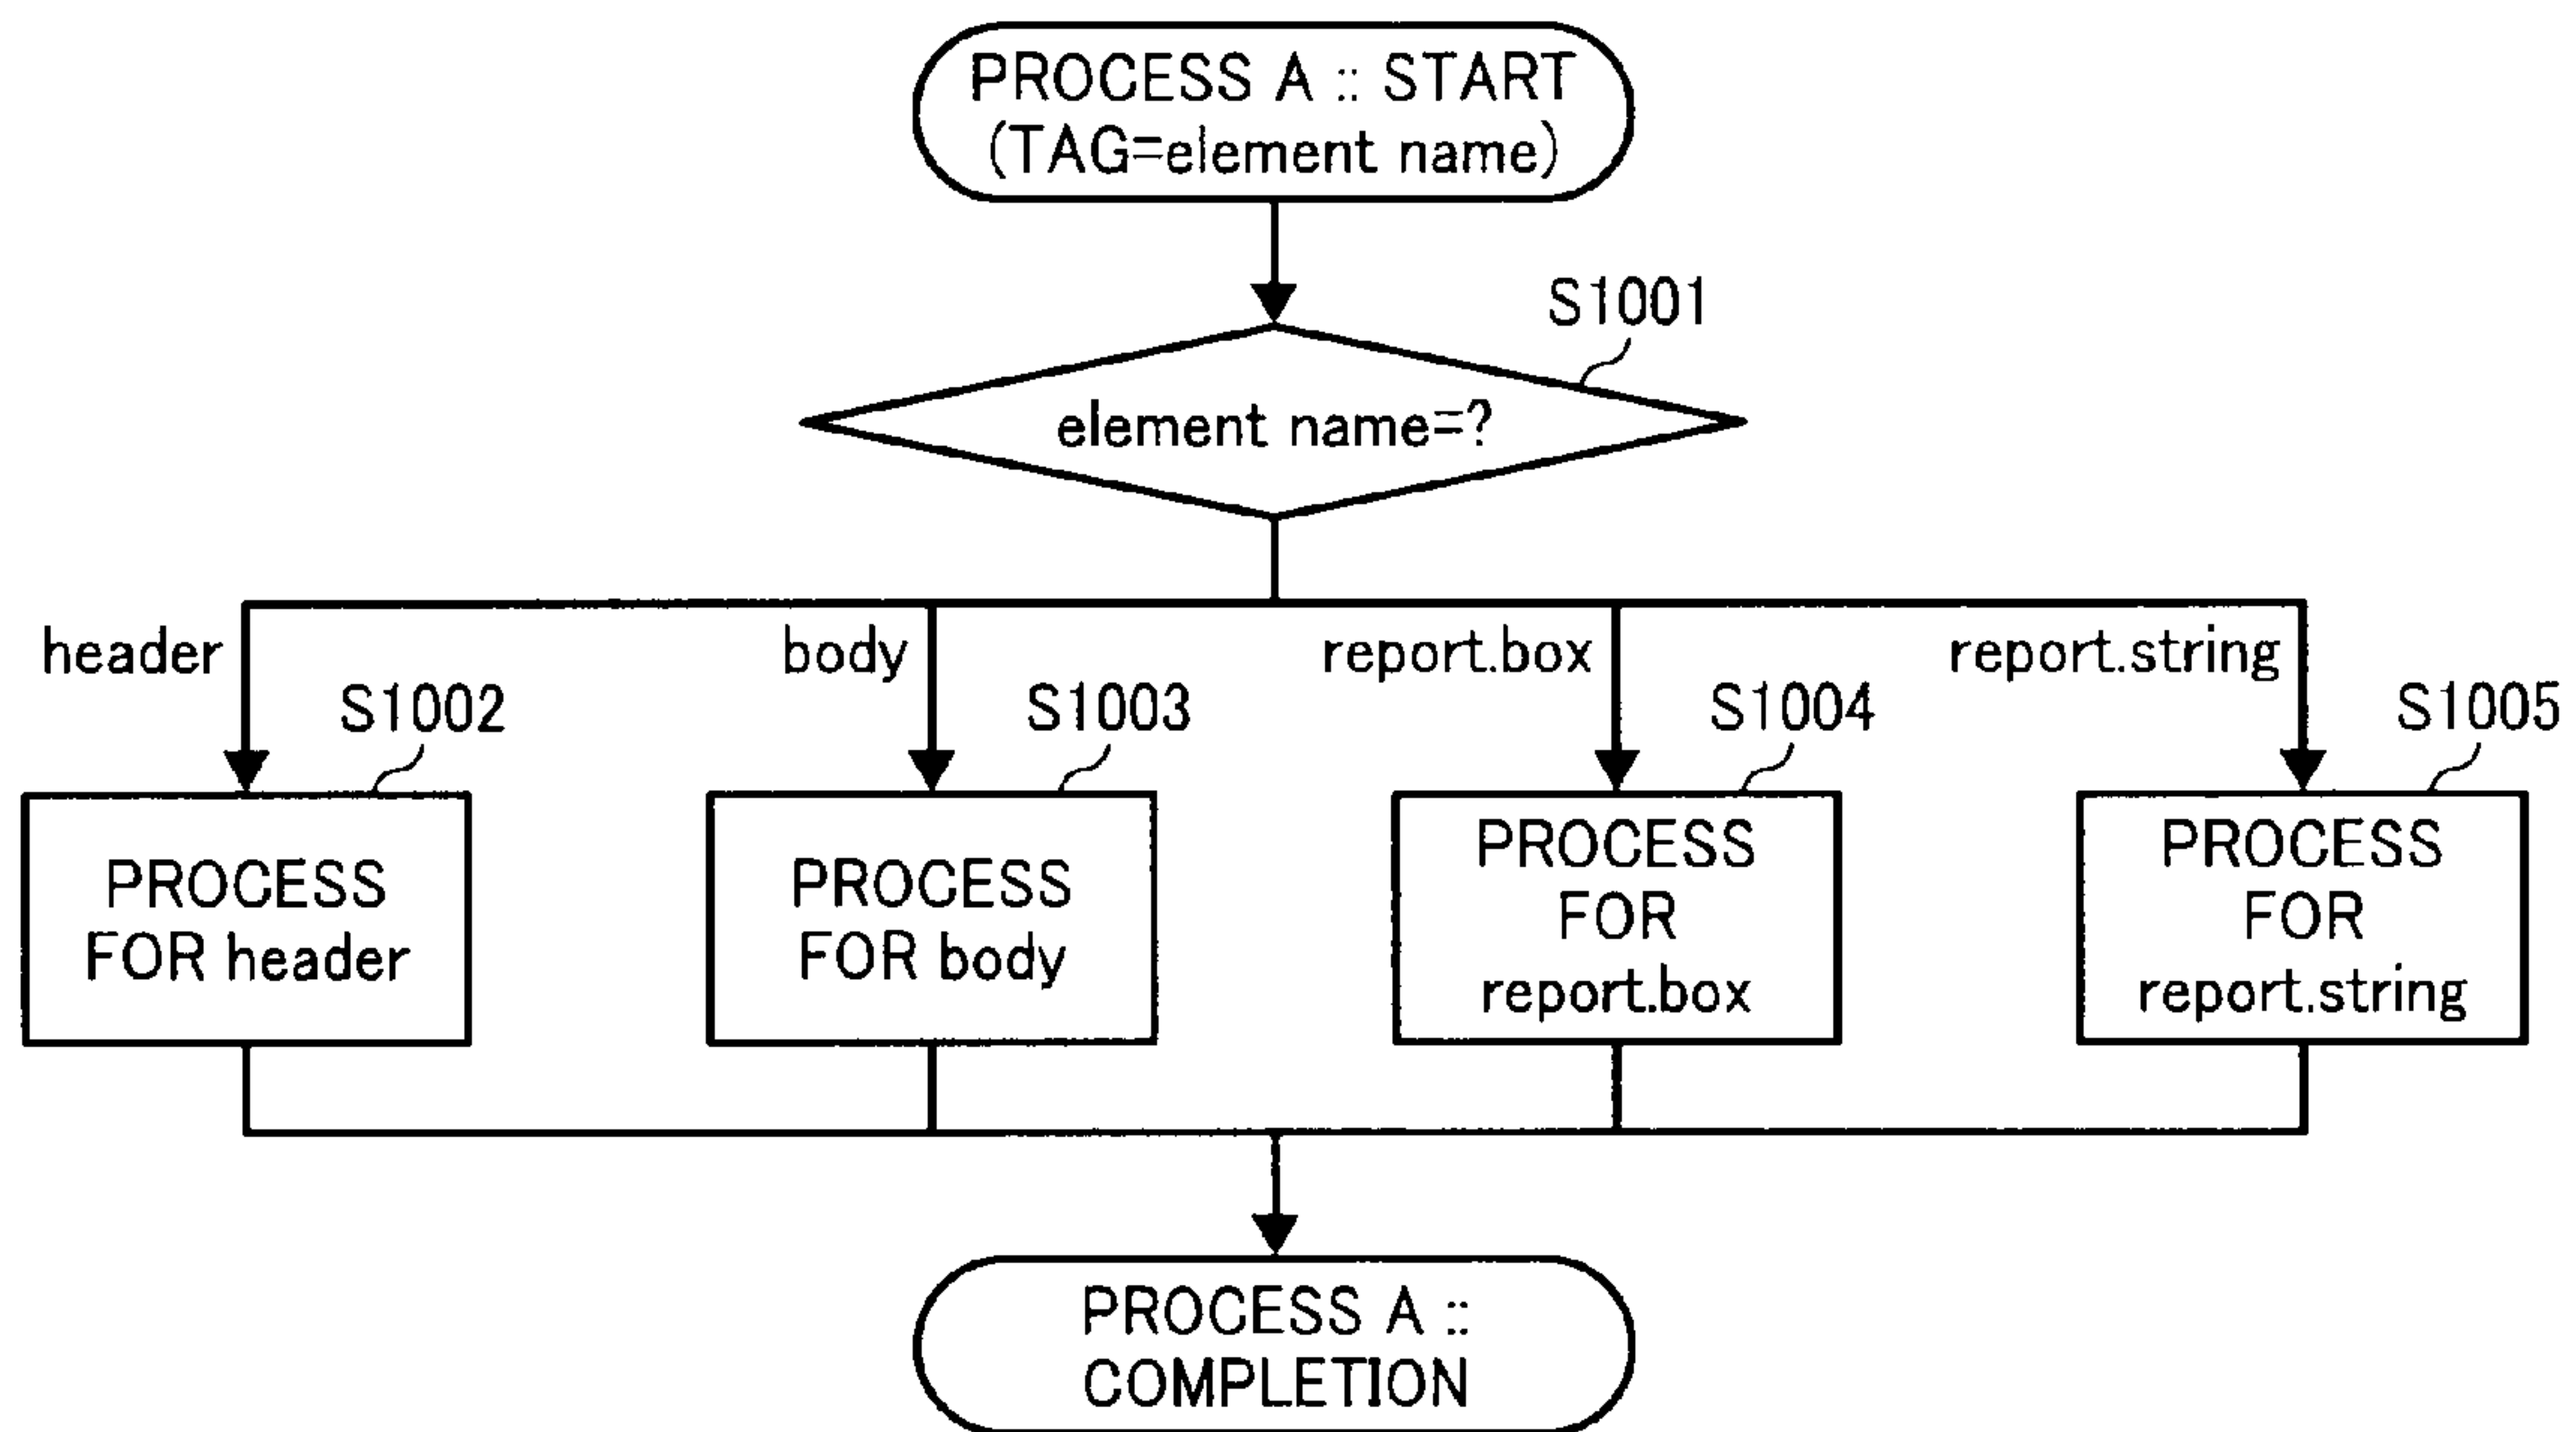 PROCESS A :: START
(TAG=element name)
S1001
element name=?
header
body
report.box
report.string
S1002
S1003
S1004
S1005
PROCESS
FOR header
PROCESS
FOR body
PROCESS
FOR
report.box
PROCESS
FOR
report.string
PROCESS A ::
COMPLETION